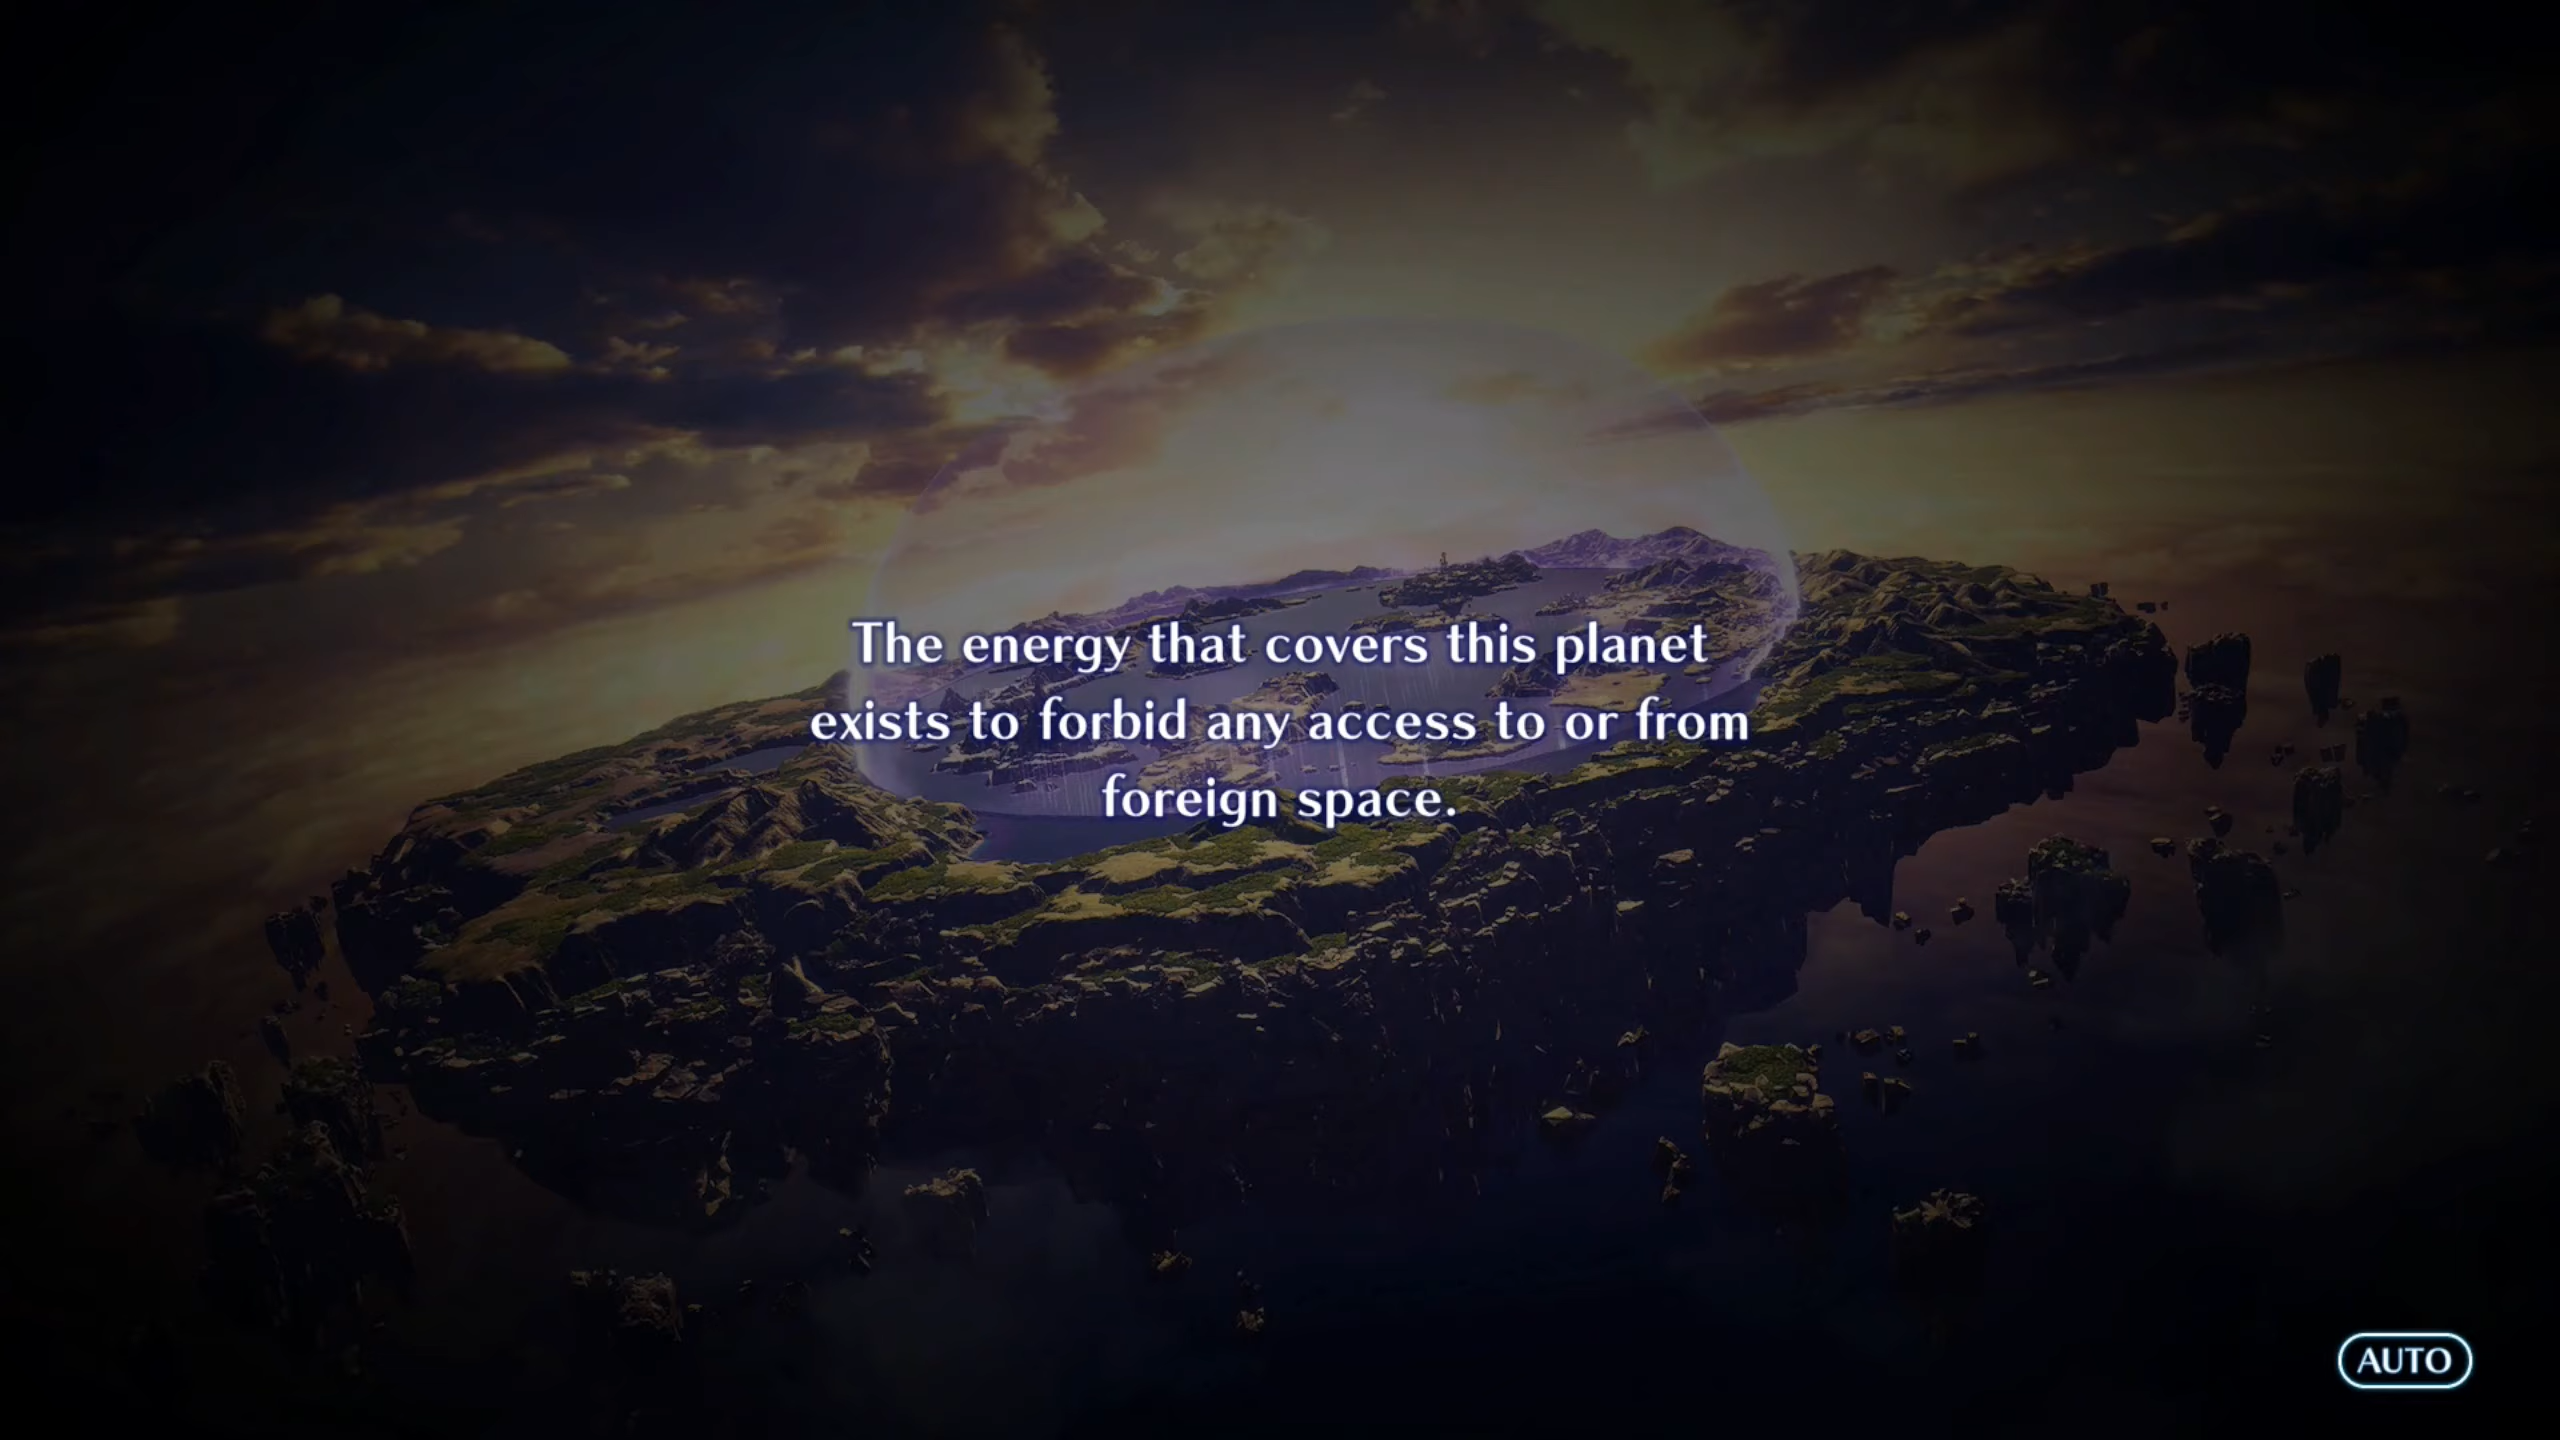 The energy that covers this planet
exists to forbid any access to or from
foreign space.
AUTO